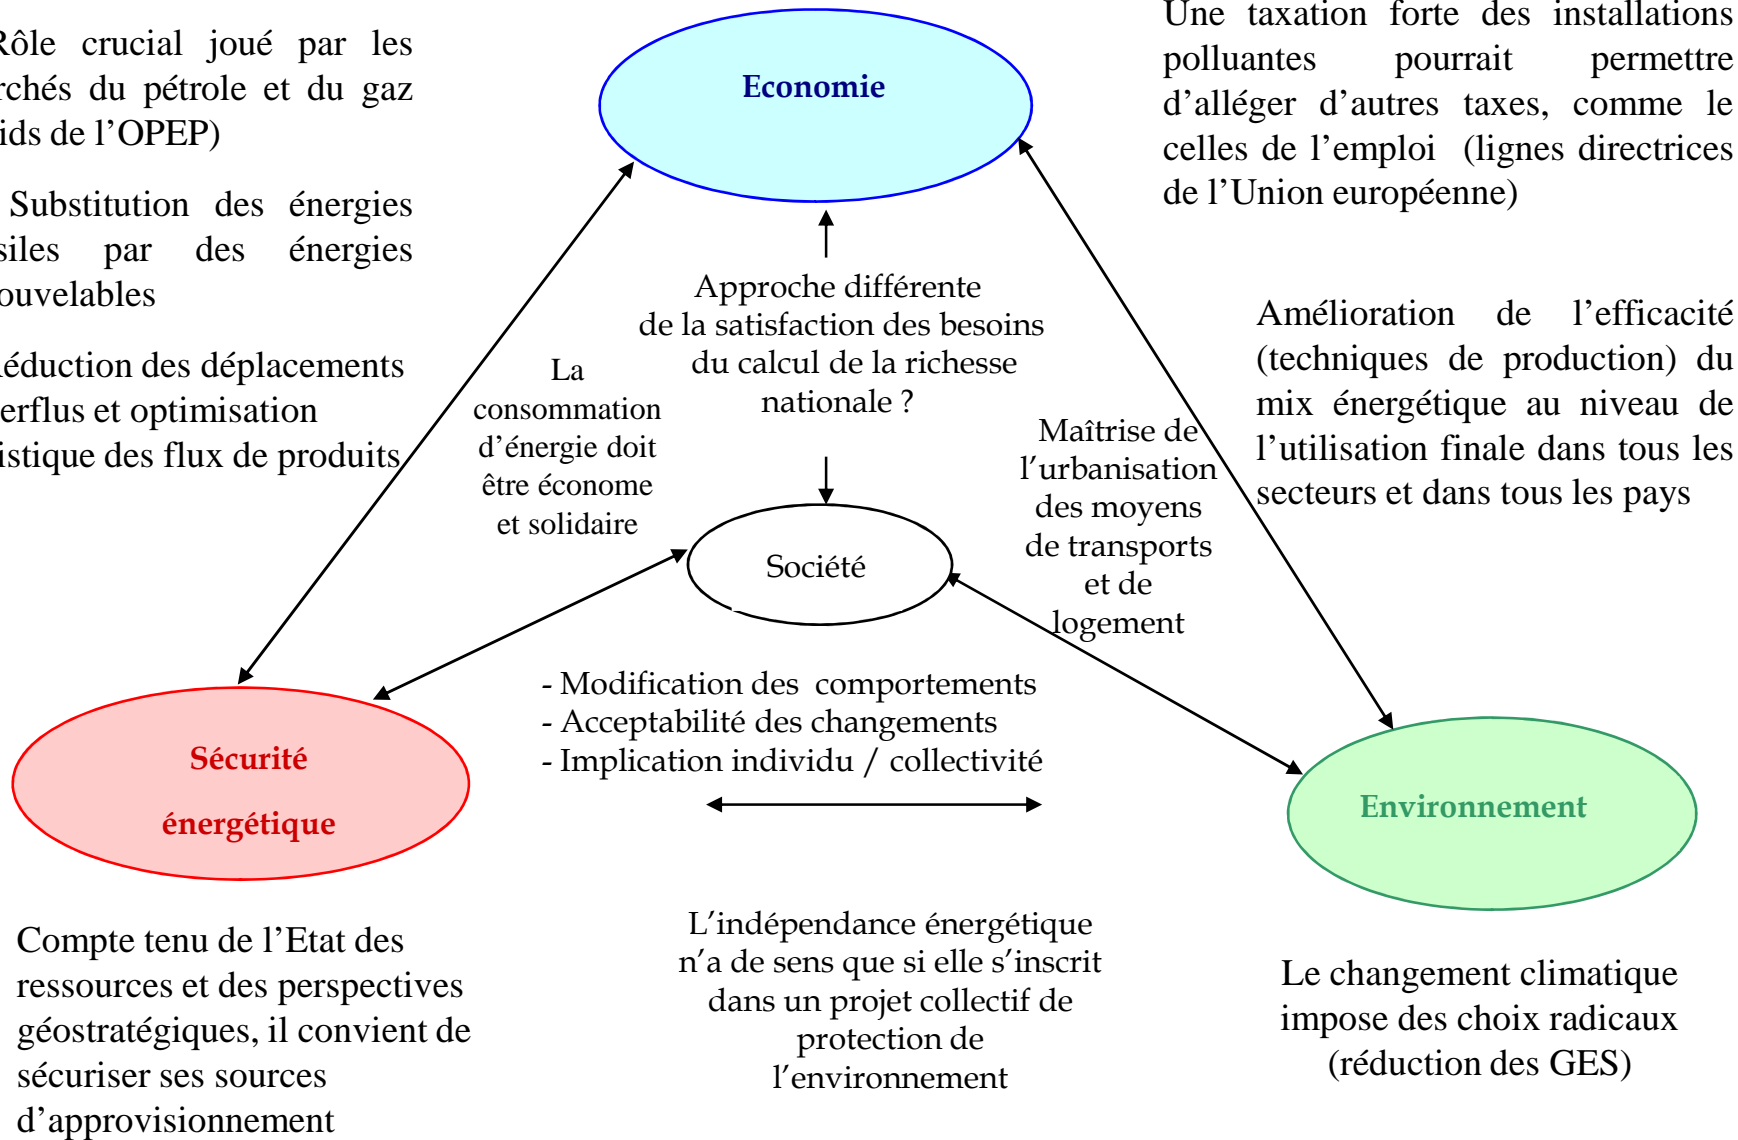 Rôle crucial joué par les
rchés du pétrole et du gaz
ids de l’OPEP)
Substitution des énergies
siles par des énergies
ouvelables
éduction des déplacements
erflus et optimisation
istique des flux de produits
Economie
Une taxation forte des installations
polluantes pourrait permettre
d’alléger d’autres taxes, comme le
celles de l’emploi (lignes directrices
de l’Union européenne)
Approche différente
de la satisfaction des besoins
du calcul de la richesse
nationale ?
La
consommation
d’énergie doit
être économe
et solidaire
Maîtrise de
l’urbanisation
des moyens
de transports
et de
logement
Amélioration de l’efficacité
(techniques de production) du
mix énergétique au niveau de
l’utilisation finale dans tous les
secteurs et dans tous les pays
Société
- Modification des comportements
- Acceptabilité des changements
- Implication individu / collectivité
Sécurité
énergétique
Environnement
Compte tenu de l’Etat des
ressources et des perspectives
géostratégiques, il convient de
sécuriser ses sources
d’approvisionnement
L’indépendance énergétique
n’a de sens que si elle s’inscrit
dans un projet collectif de
protection de
l’environnement
Le changement climatique
impose des choix radicaux
(réduction des GES)